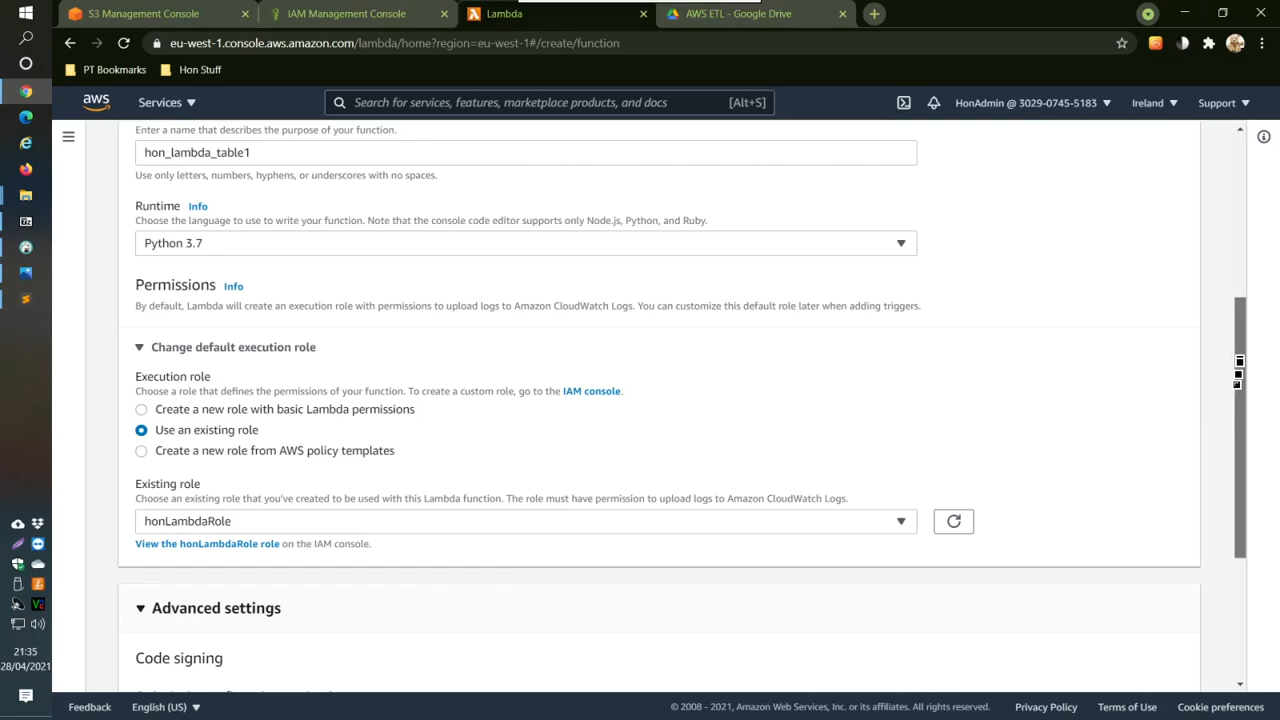 S3 Management Console
IAM Management Console
Lambda
AWS ETL - Google Drive
eu-west-1.console.aws.amazon.com/lambda/home?region=eu-west-1#/create/function
PT Bookmarks
Hon Stuff
aws
Services
Search for services, features, marketplace products, and docs
[Alt+S]
HonAdmin @ 3029-0745-5183
Ireland
Support
Enter a name that describes the purpose of your function.
hon_lambda_table1
Use only letters, numbers, hyphens, or underscores with no spaces.
Runtime Info
Choose the language to use to write your function. Note that the console code editor supports only Node.js, Python, and Ruby.
Python 3.7
Permissions Info
By default, Lambda will create an execution role with permissions to upload logs to Amazon CloudWatch Logs. You can customize this default role later when adding triggers.
Change default execution role
Execution role
Choose a role that defines the permissions of your function. To create a custom role, go to the IAM console.
Create a new role with basic Lambda permissions
Use an existing role
Create a new role from AWS policy templates
Existing role
Choose an existing role that you've created to be used with this Lambda function. The role must have permission to upload logs to Amazon CloudWatch Logs.
honLambdaRole
View the honLambdaRole role on the IAM console.
Advanced settings
Code signing
21:35
28/04/2021
Feedback
English (US)
© 2008 - 2021, Amazon Web Services, Inc. or its affiliates. All rights reserved.
Privacy Policy
Terms of Use
Cookie preferences